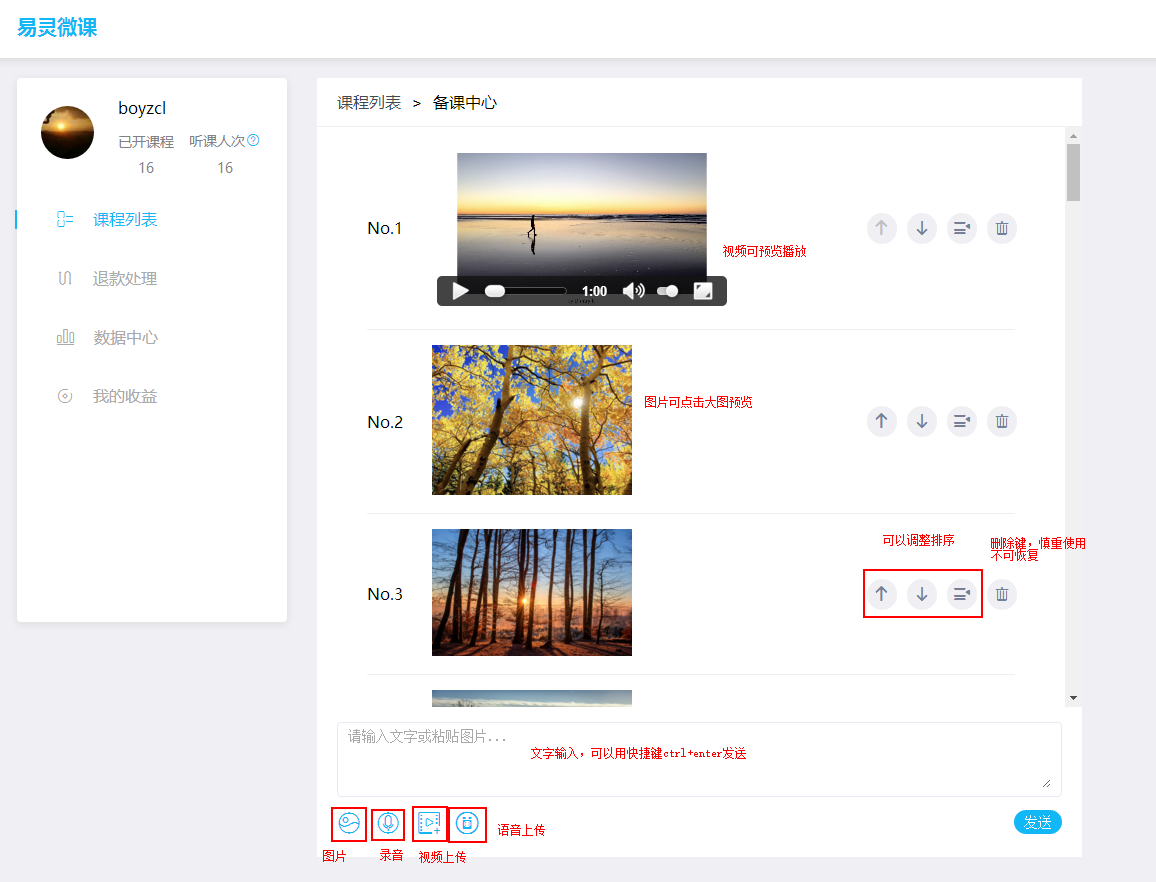 易灵微课
boyzcl
已开课程 听课人次?
16 16
课程列表
退款处理
数据中心
我的收益
课程列表 > 备课中心
No.1
视频可预览播放
1:00
No.2
图片可点击大图预览
No.3
可以调整排序
删除键，慎重使用
不可恢复
请输入文字或粘贴图片...
文字输入，可以用快捷键ctrl+enter发送
语音上传
发送
图片
录音
视频上传